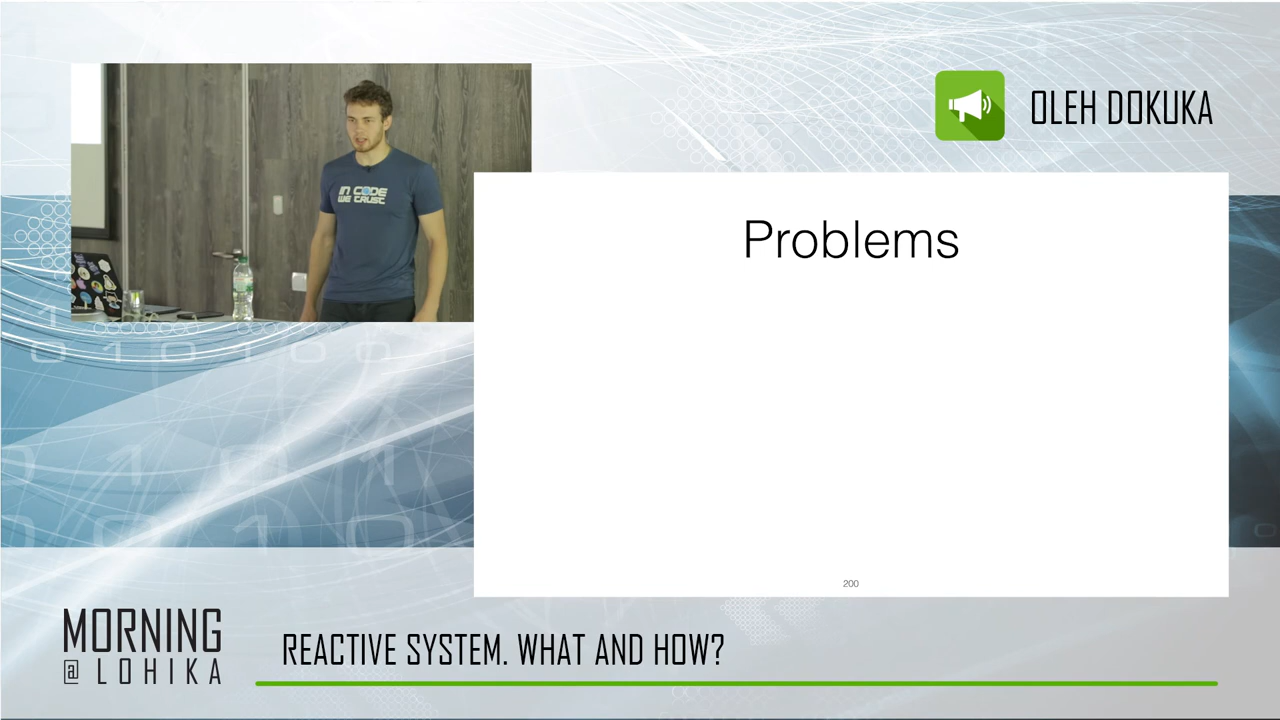 OLEH DOKUKA
IN CODE
WE TRUST
Problems
200
MORNING
@ LOHIKA
REACTIVE SYSTEM. WHAT AND HOW?